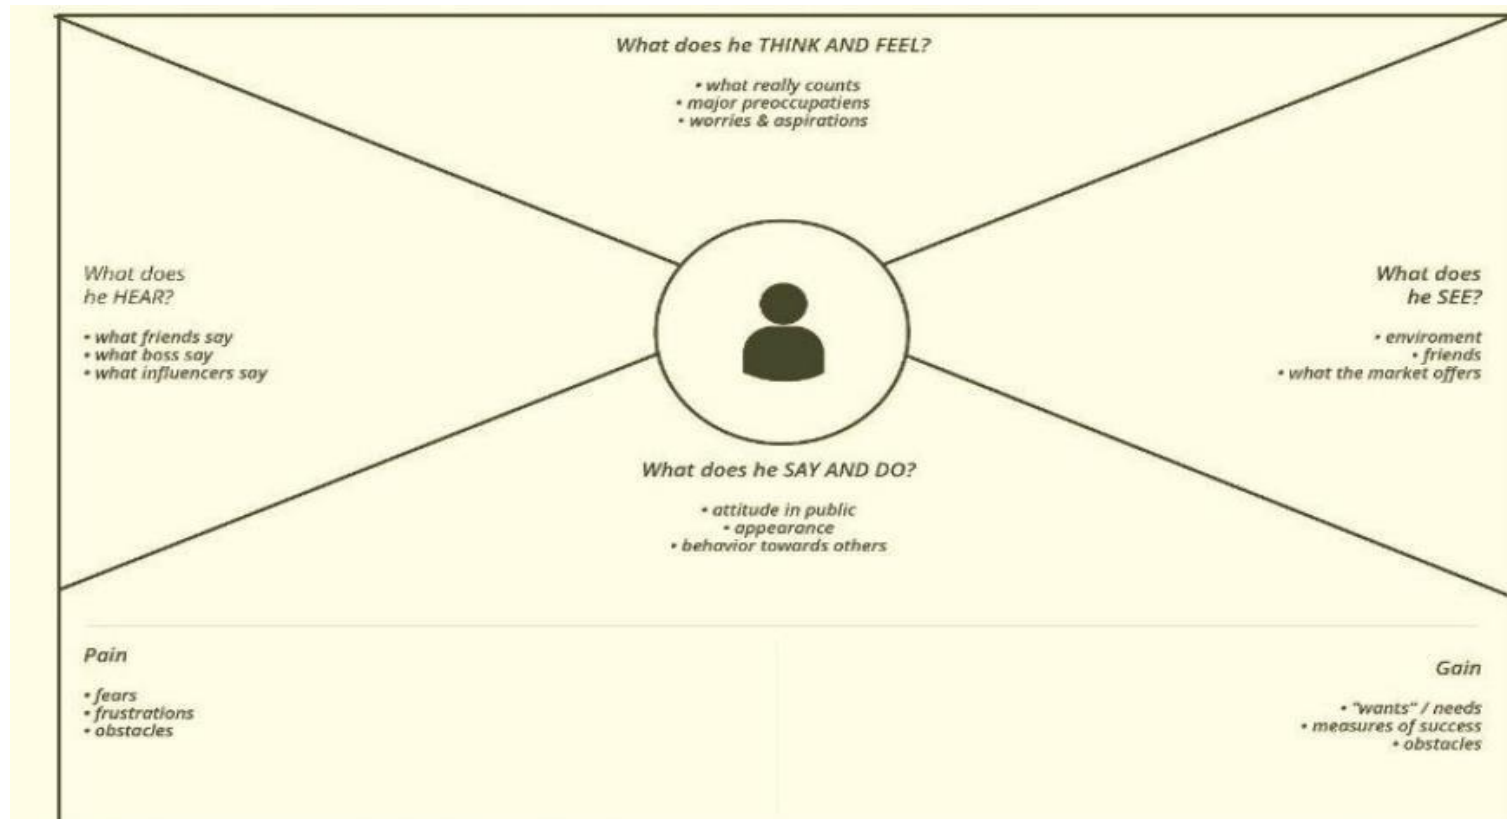 What does he THINK AND FEEL?
• what really counts
• major preoccupatiens
• worries & aspirations
What does
he HEAR?
• what friends say
• what boss say
• what influencers say
What does
he SEE?
• enviroment
• friends
• what the market offers
What does he SAY AND DO?
• attitude in public
• appearance
• behavior towards others
Pain
• fears
• frustrations
• obstacles
Gain
• "wants" / needs
• measures of success
• obstacles